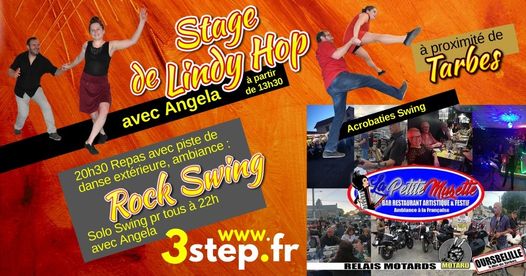 Stage
de Lindy Hop
avec Angela
à partir
de 13h30
à proximité de
Tarbes
Acrobaties Swing
20h30 Repas avec piste de
danse extérieure, ambiance :
Rock Swing
Solo Swing pr tous à 22h
avec Angela
www.
3step.fr
La Petite Musette
BAR RESTAURANT ARTISTIQUE & FESTIF
Ambiance à la Française
RELAIS MOTARDS
MOTARD
OURSBELILLE